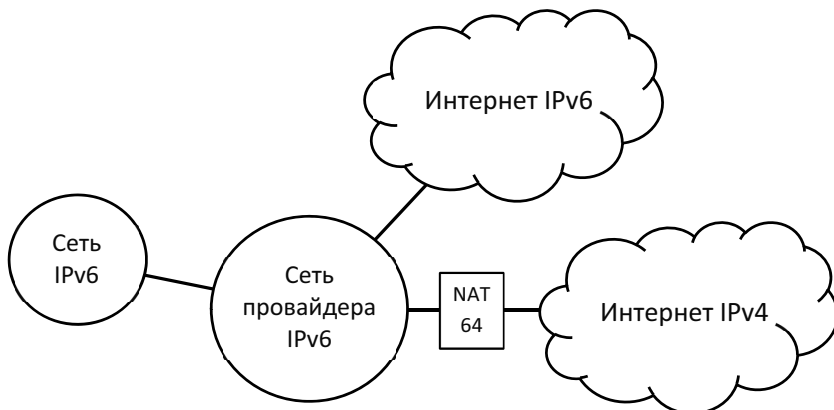 Интернет IPv6
Сеть
IPv6
Сеть
провайдера
IPv6
NAT
64
Интернет IPv4